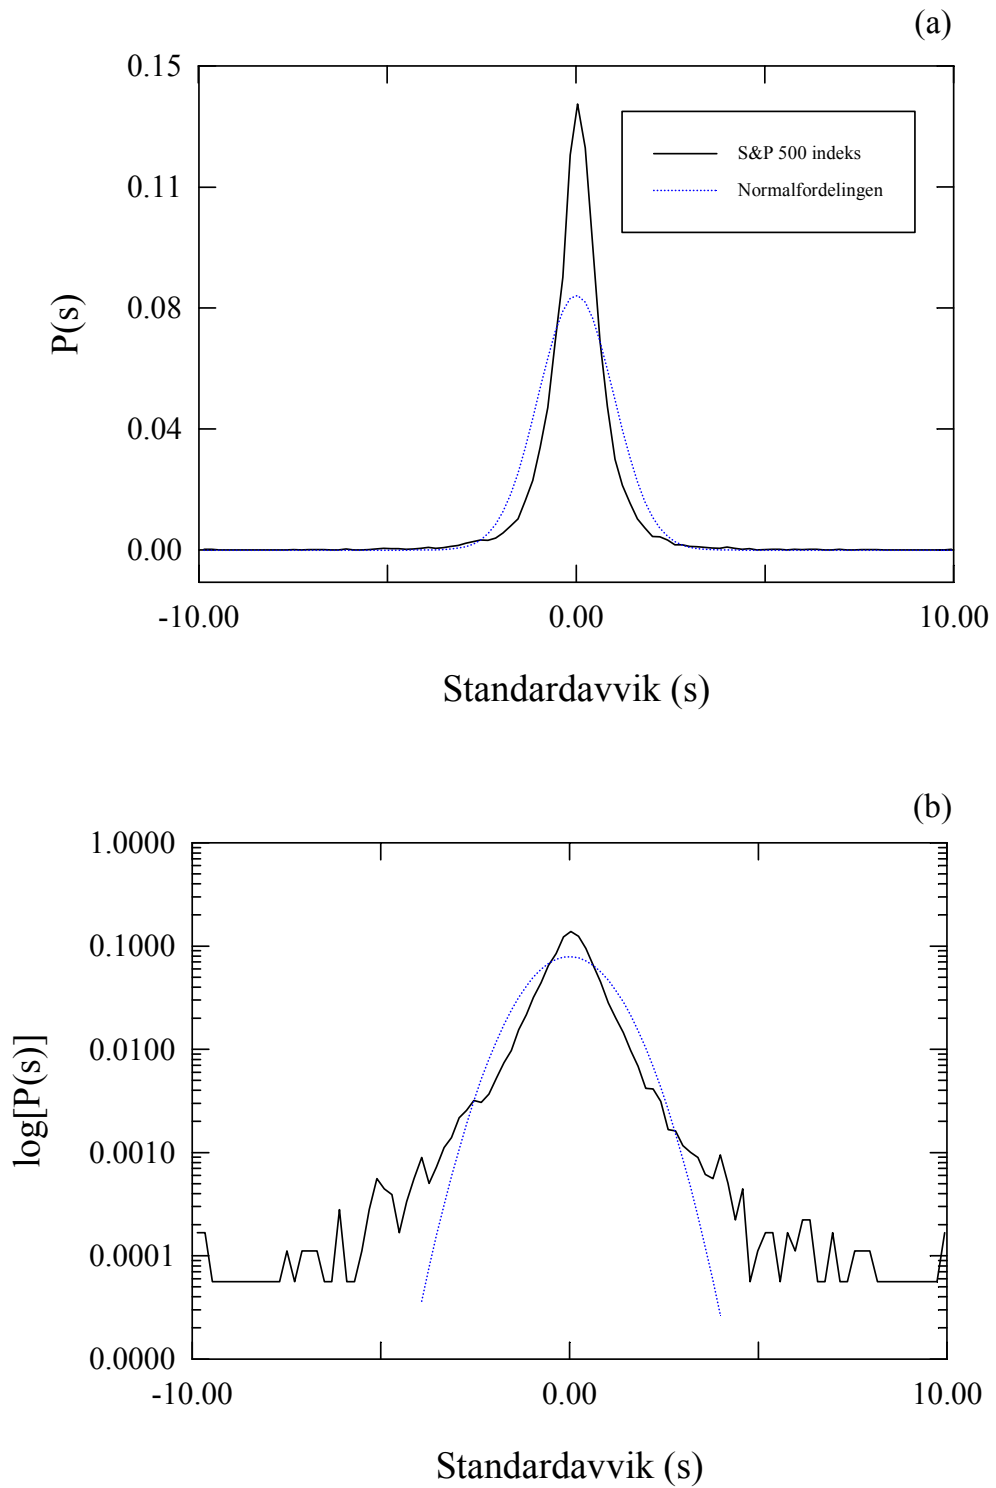 (a)
0.15
0.11
0.08
0.04
0.00
P(s)
S&P 500 indeks
Normalfordelingen
-10.00 0.00 10.00
Standardavvik (s)
(b)
1.0000
0.1000
0.0100
0.0010
0.0001
0.0000
log[P(s)]
-10.00 0.00 10.00
Standardavvik (s)